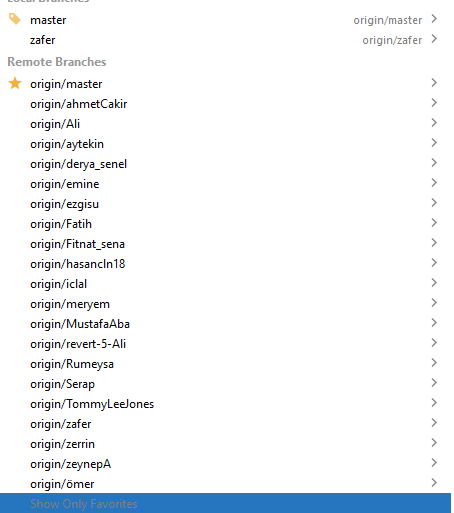 Local Branches
master origin/master
zafer origin/zafer
Remote Branches
origin/master
origin/ahmetCakir
origin/Ali
origin/aytekin
origin/derya_senel
origin/emine
origin/ezgisu
origin/Fatih
origin/Fitnat_sena
origin/hasancln18
origin/iclal
origin/meryem
origin/MustafaAba
origin/revert-5-Ali
origin/Rumeysa
origin/Serap
origin/TommyLeeJones
origin/zafer
origin/zerrin
origin/zeynepA
origin/ömer
Show Only Favorites